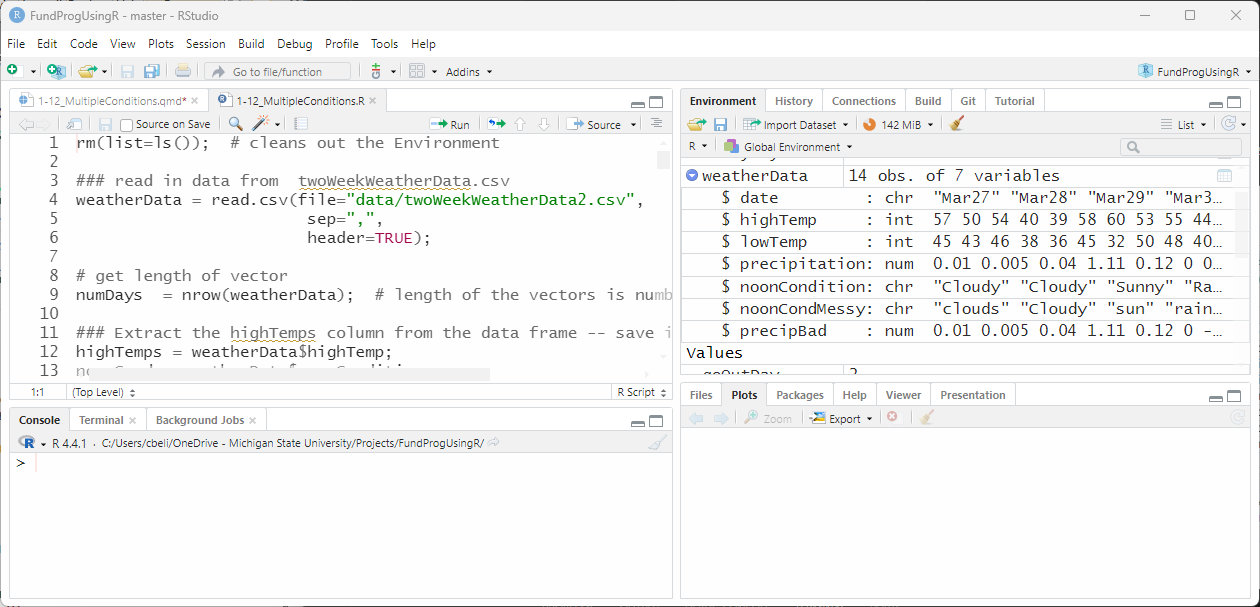 FundProgUsingR - master - RStudio
File Edit Code View Plots Session Build Debug Profile Tools Help
Go to file/function Addins FundProgUsingR
1-12_MultipleConditions.qmd* 1-12_MultipleConditions.R
Source on Save Run Source
1 rm(list=ls()); # cleans out the Environment
2
3 ### read in data from twoWeekWeatherData.csv
4 weatherData = read.csv(file="data/twoWeekWeatherData2.csv",
5 sep=",",
6 header=TRUE);
7
8 # get length of vector
9 numDays = nrow(weatherData); # length of the vectors is numb
10
11 ### Extract the highTemps column from the data frame -- save i
12 highTemps = weatherData$highTemp;
13
1:1 (Top Level) R Script
Console Terminal Background Jobs
R 4.4.1 · C:/Users/cbeli/OneDrive - Michigan State University/Projects/FundProgUsingR/
>
Environment History Connections Build Git Tutorial
Import Dataset 142 MiB List
R Global Environment
weatherData 14 obs. of 7 variables
$ date : chr "Mar27" "Mar28" "Mar29" "Mar3…
$ highTemp : int 57 50 54 40 39 58 60 53 55 44…
$ lowTemp : int 45 43 46 38 36 45 32 50 48 40…
$ precipitation: num 0.01 0.005 0.04 1.11 0.12 0 0…
$ noonCondition: chr "Cloudy" "Cloudy" "Sunny" "Ra…
$ noonCondMessy: chr "clouds" "Cloudy" "sun" "rain…
$ precipBad : num 0.01 0.005 0.04 1.11 0.12 0 -…
Values
Files Plots Packages Help Viewer Presentation
Zoom Export